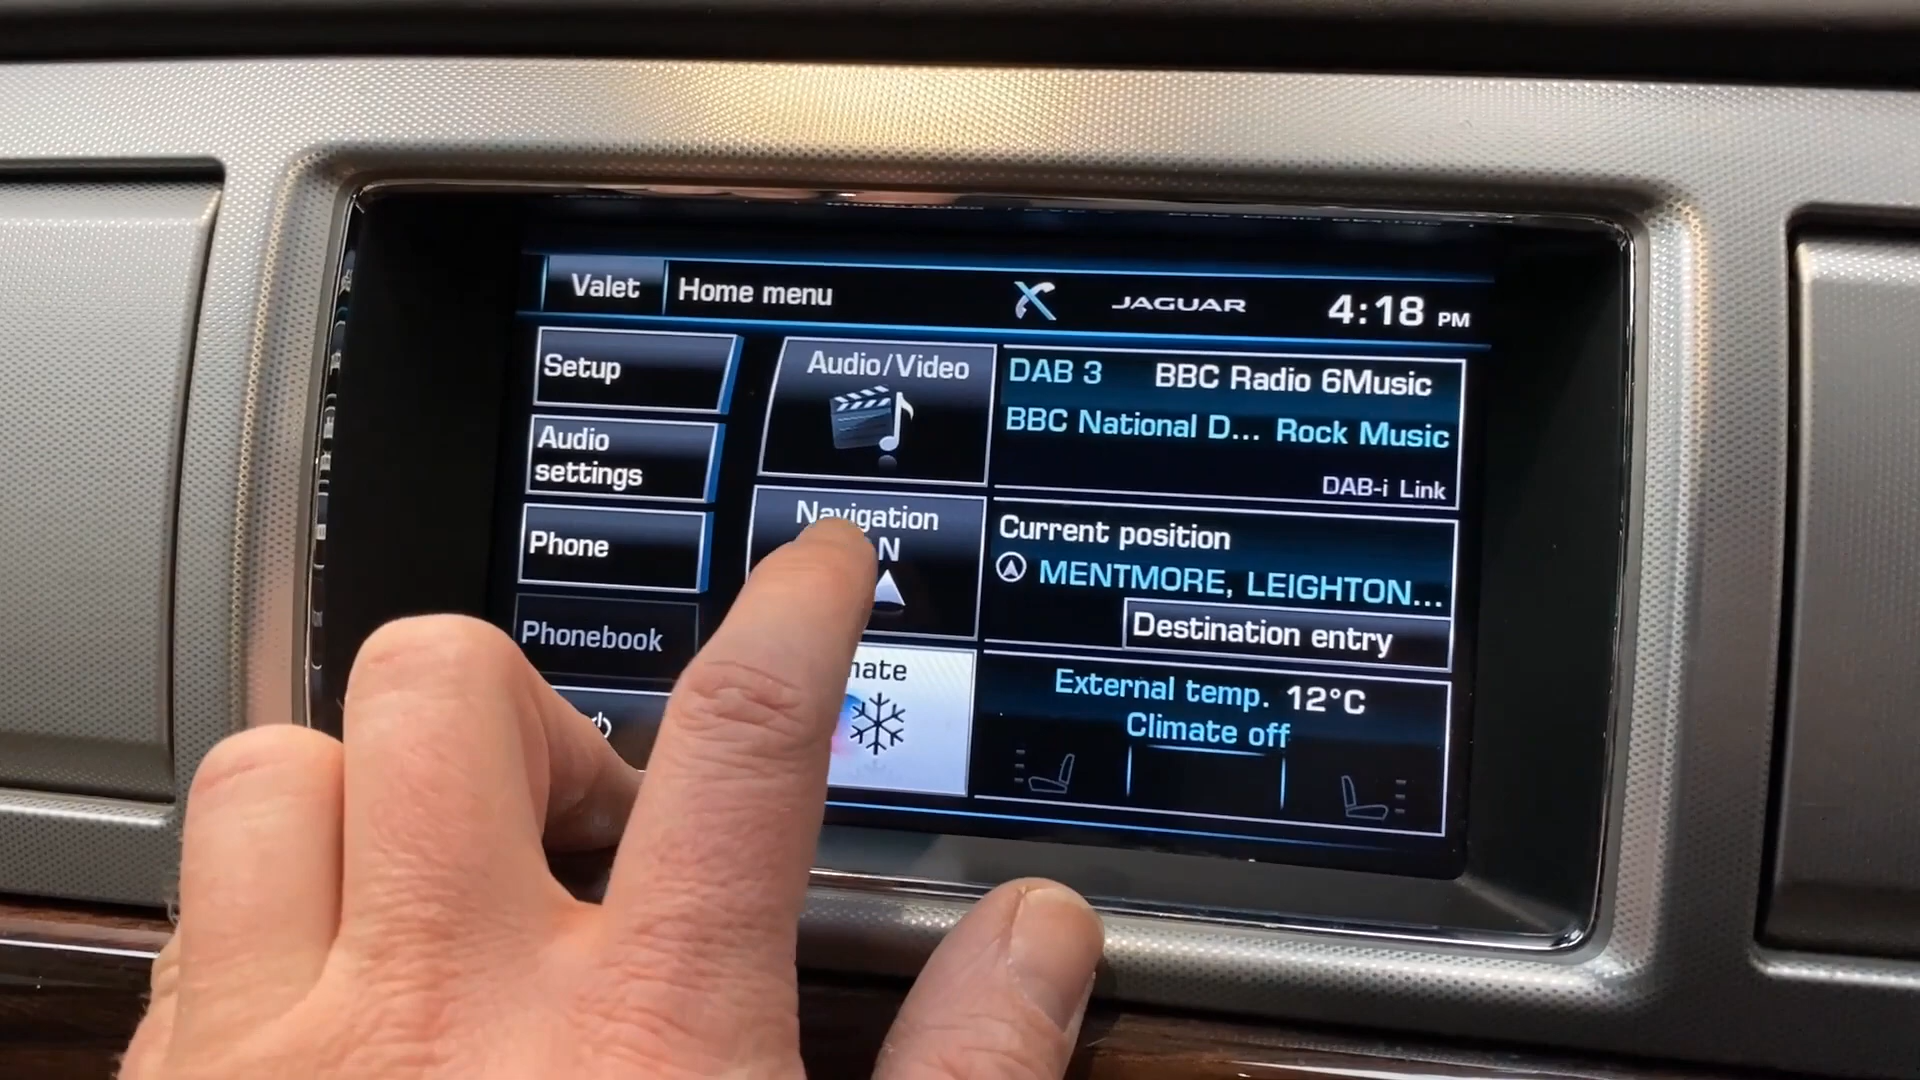 Valet
Home menu
JAGUAR
4:18 PM
Setup
Audio/Video
DAB 3 BBC Radio 6Music
BBC National D... Rock Music
DAB-i Link
Audio
settings
Navigation
N
Current position
MENTMORE, LEIGHTON...
Destination entry
Phone
Phonebook
External temp. 12°C
Climate off